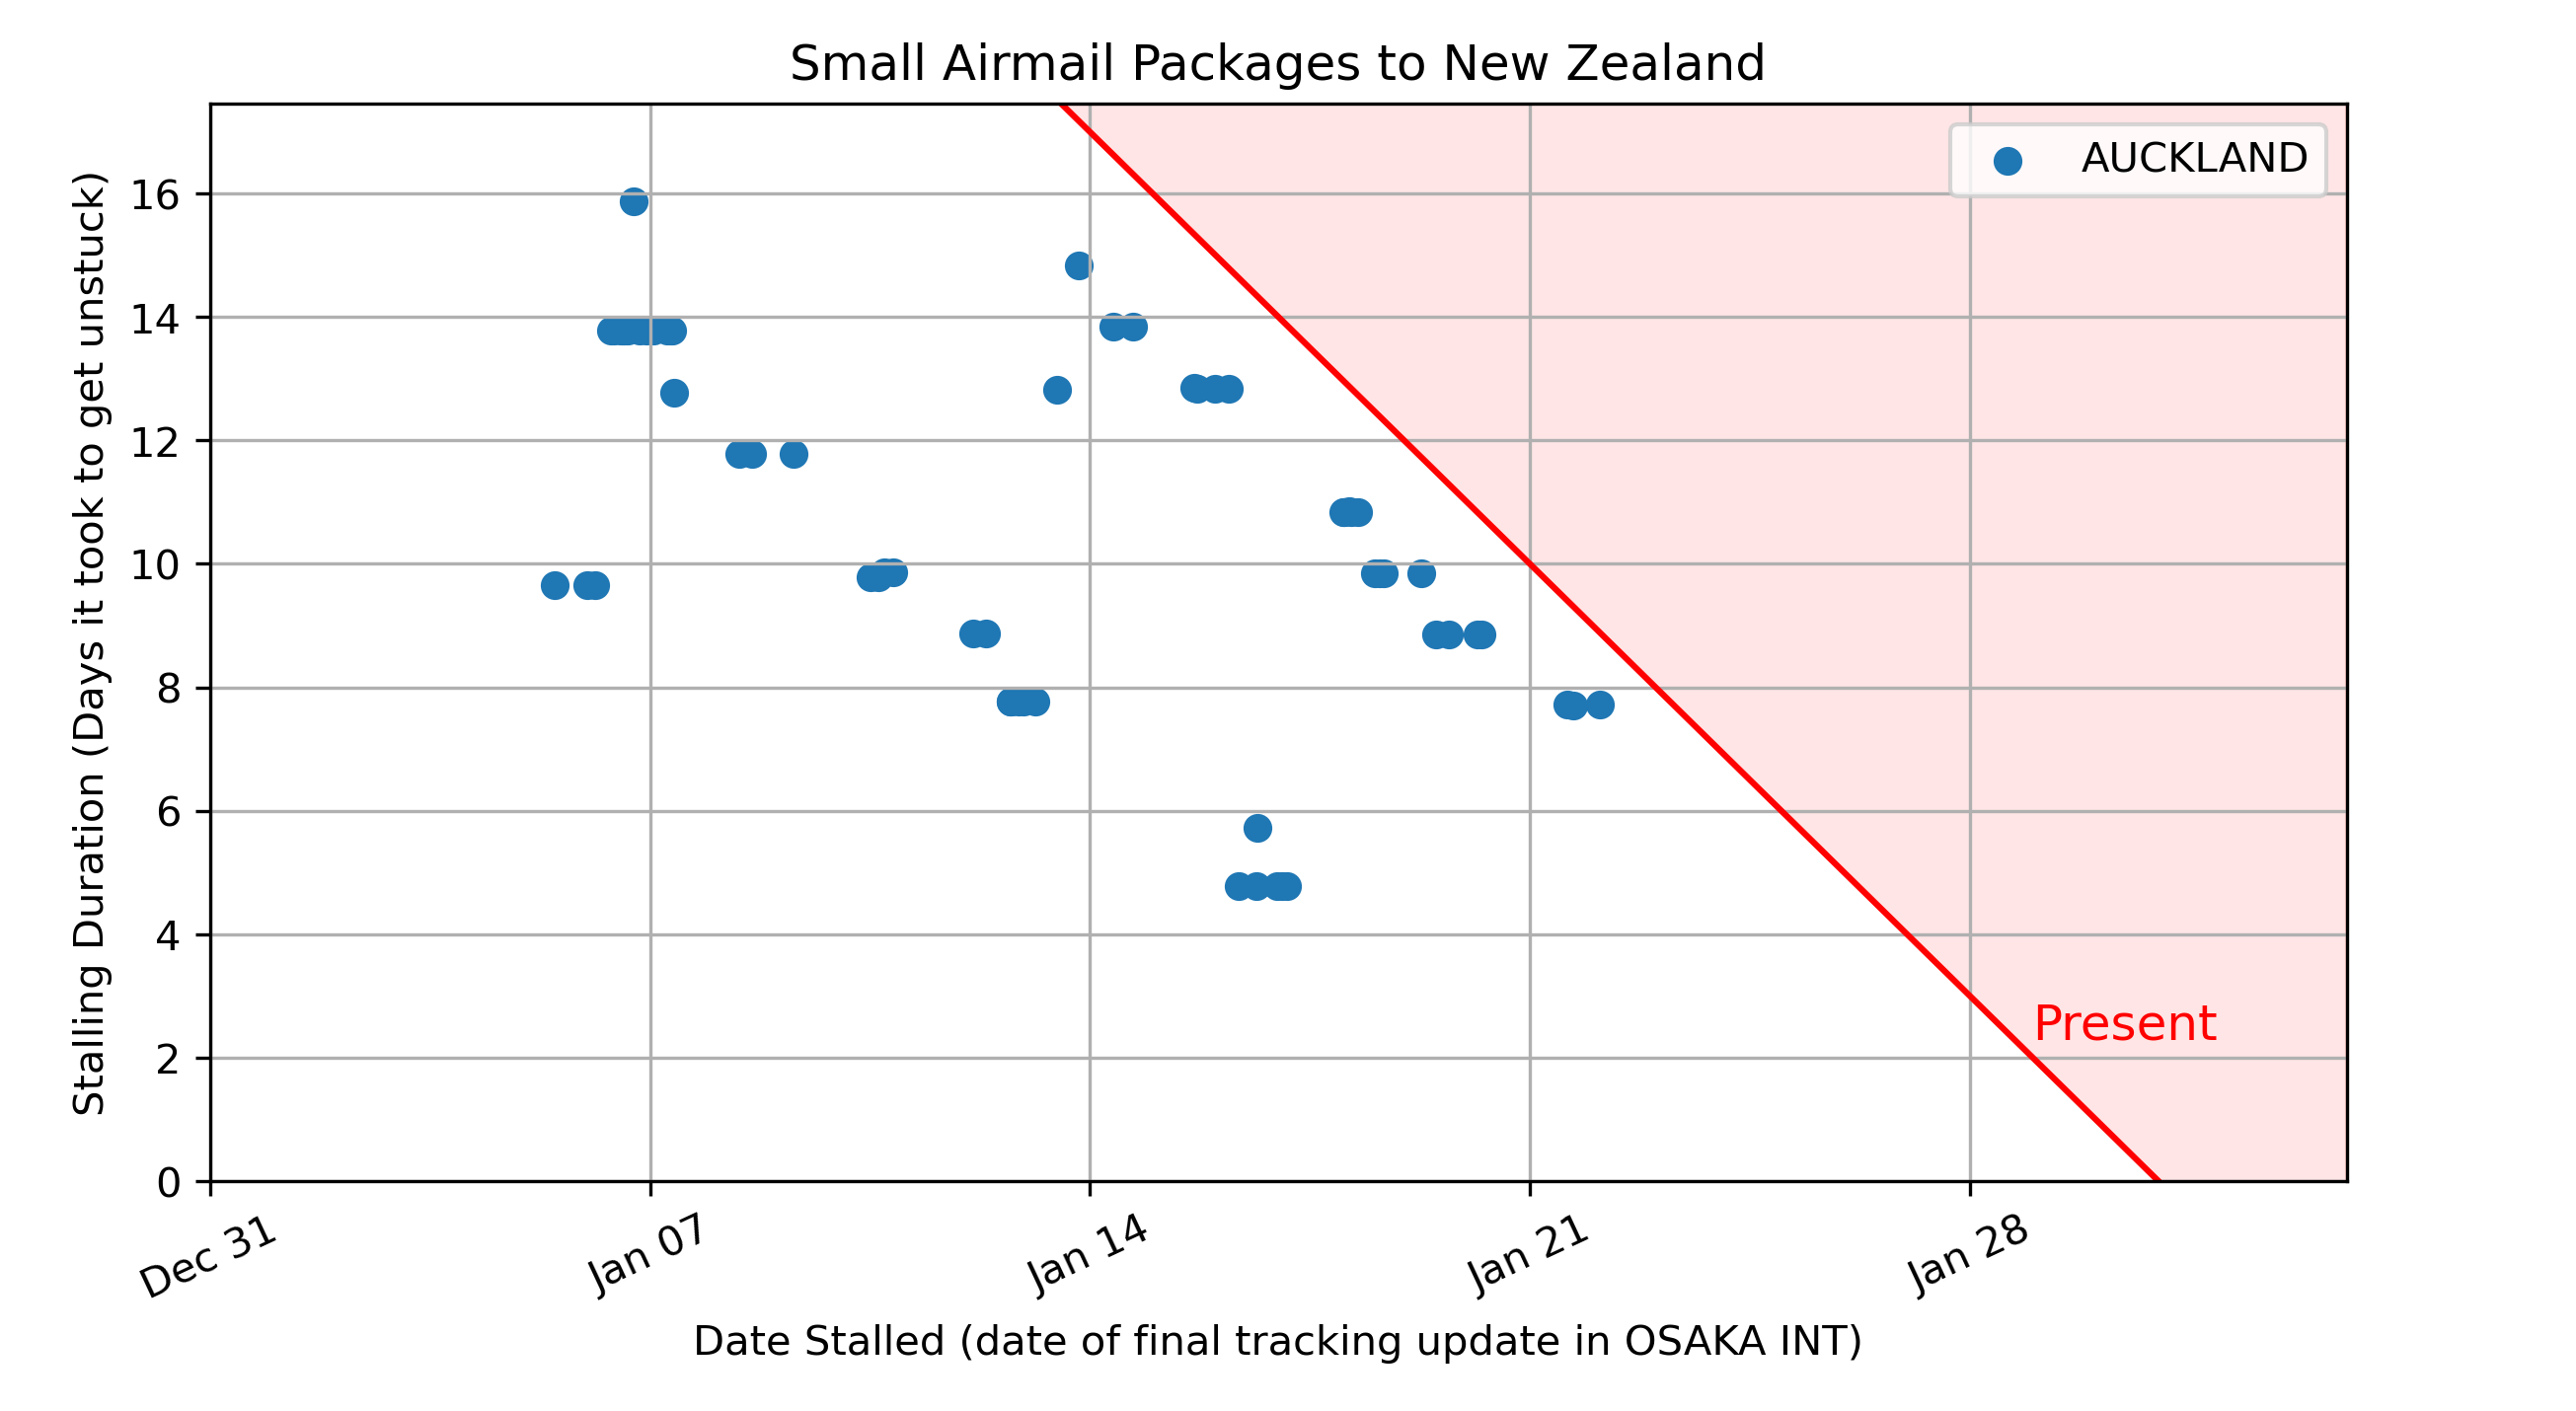 Small Airmail Packages to New Zealand
AUCKLAND
Stalling Duration (Days it took to get unstuck)
16
14
12
10
8
6
4
2
0
Present
Dec 31
Jan 07
Jan 14
Jan 21
Jan 28
Date Stalled (date of final tracking update in OSAKA INT)